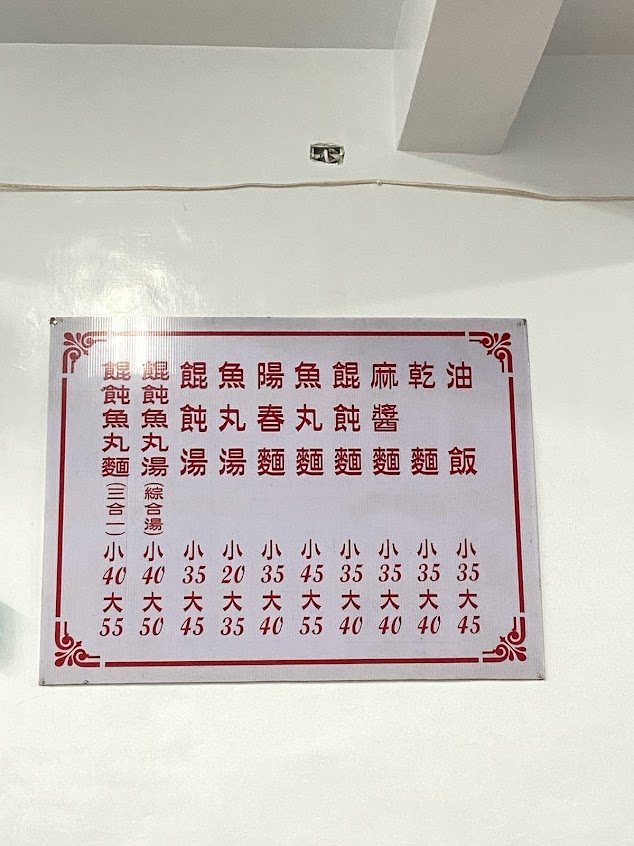 油飯 小35 大45
乾麵 小35 大40
麻醬麵 小35 大40
餛飩麵 小35 大40
魚丸麵 小45 大55
陽春麵 小35 大40
魚丸湯 小20 大35
餛飩湯 小35 大45
餛飩魚丸湯(綜合湯) 小40 大50
餛飩魚丸麵(三合一) 小40 大55